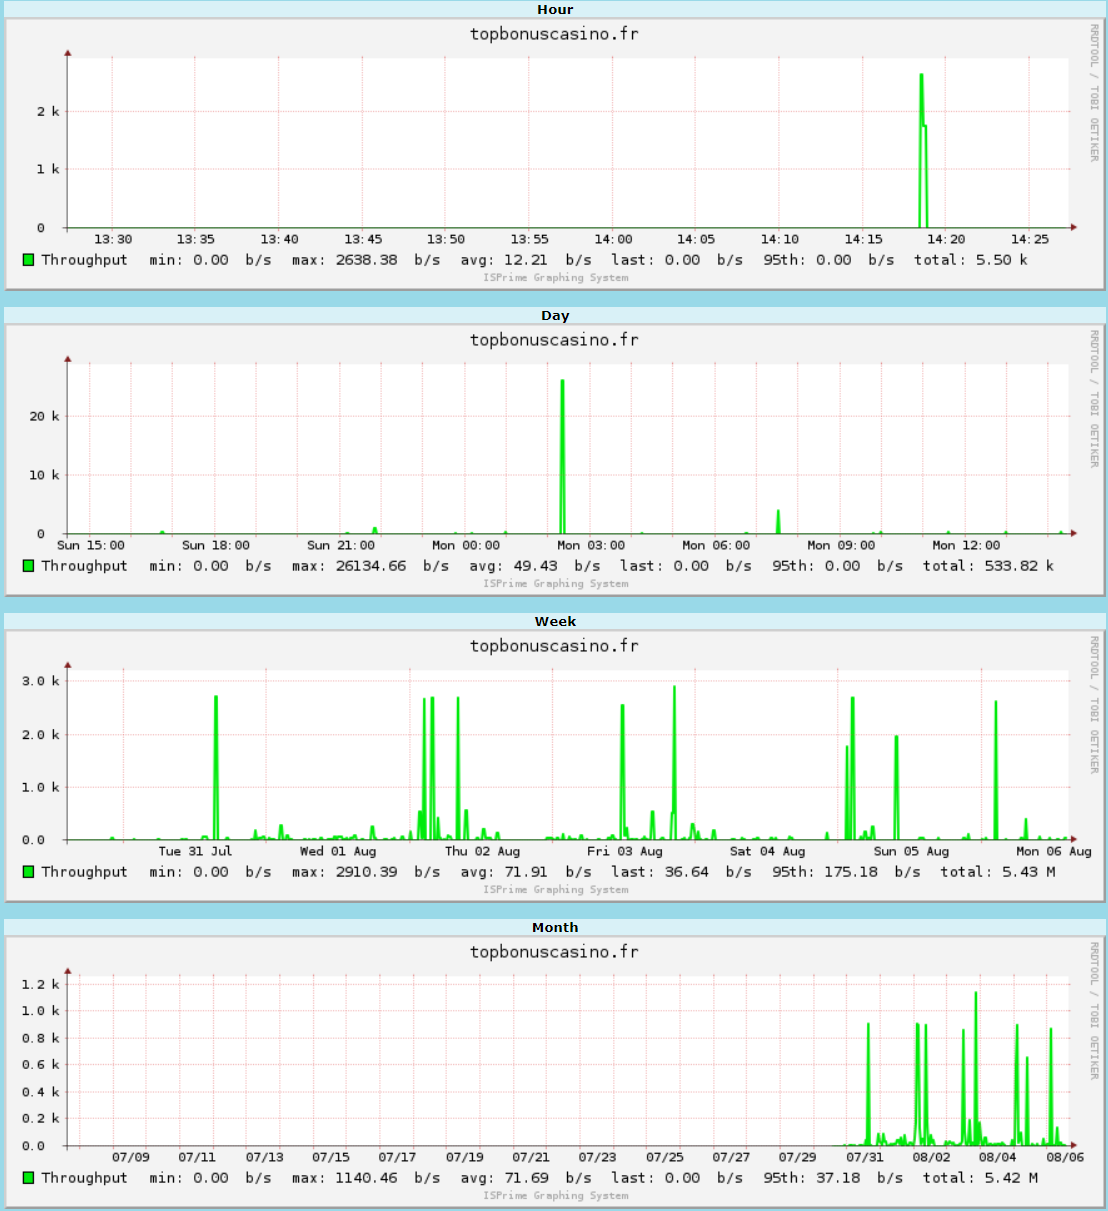 Hour
topbonuscasino.fr
RRDTOOL / TOBI OETIKER
2 k
1 k
0
13:30 13:35 13:40 13:45 13:50 13:55 14:00 14:05 14:10 14:15 14:20 14:25
Throughput min: 0.00 b/s max: 2638.38 b/s avg: 12.21 b/s last: 0.00 b/s 95th: 0.00 b/s total: 5.50 k
ISPrime Graphing System
Day
topbonuscasino.fr
RRDTOOL / TOBI OETIKER
20 k
10 k
0
Sun 15:00 Sun 18:00 Sun 21:00 Mon 00:00 Mon 03:00 Mon 06:00 Mon 09:00 Mon 12:00
Throughput min: 0.00 b/s max: 26134.66 b/s avg: 49.43 b/s last: 0.00 b/s 95th: 0.00 b/s total: 533.82 k
ISPrime Graphing System
Week
topbonuscasino.fr
RRDTOOL / TOBI OETIKER
3.0 k
2.0 k
1.0 k
0.0
Tue 31 Jul Wed 01 Aug Thu 02 Aug Fri 03 Aug Sat 04 Aug Sun 05 Aug Mon 06 Aug
Throughput min: 0.00 b/s max: 2910.39 b/s avg: 71.91 b/s last: 36.64 b/s 95th: 175.18 b/s total: 5.43 M
ISPrime Graphing System
Month
topbonuscasino.fr
RRDTOOL / TOBI OETIKER
1.2 k
1.0 k
0.8 k
0.6 k
0.4 k
0.2 k
0.0
07/09 07/11 07/13 07/15 07/17 07/19 07/21 07/23 07/25 07/27 07/29 07/31 08/02 08/04 08/06
Throughput min: 0.00 b/s max: 1140.46 b/s avg: 71.69 b/s last: 0.00 b/s 95th: 37.18 b/s total: 5.42 M
ISPrime Graphing System